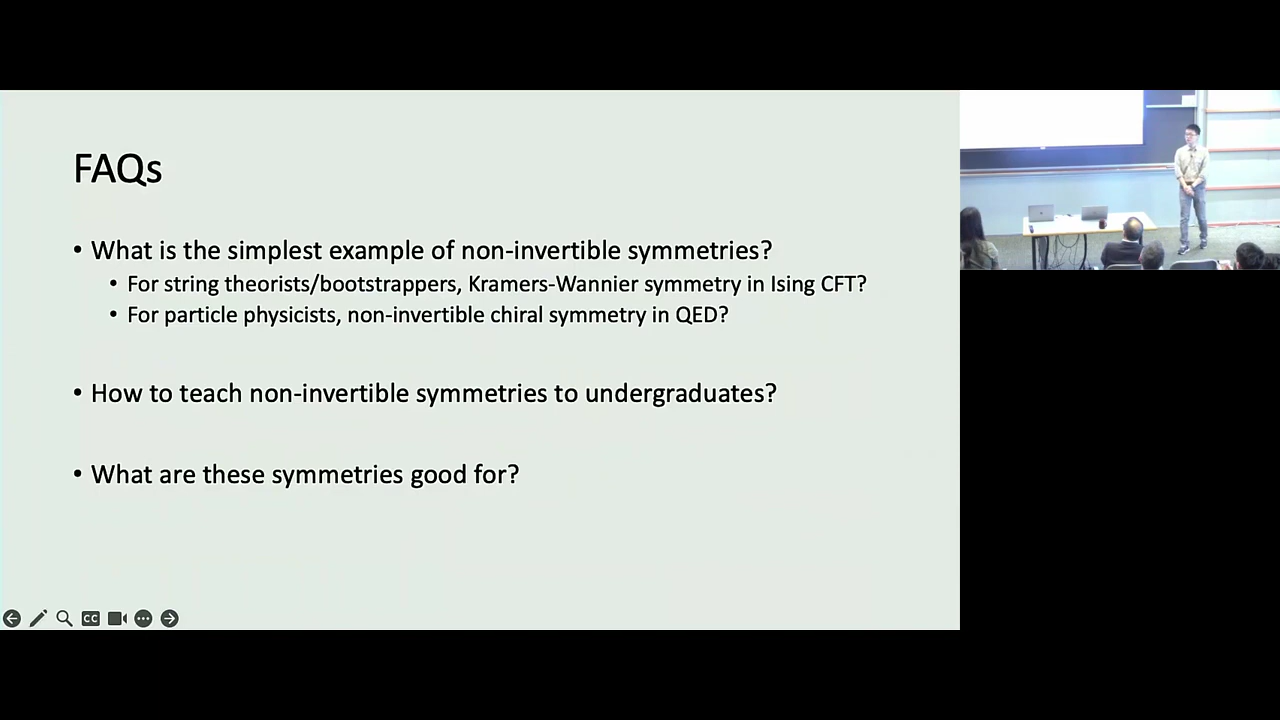 FAQs
• What is the simplest example of non-invertible symmetries?
• For string theorists/bootstrappers, Kramers-Wannier symmetry in Ising CFT?
• For particle physicists, non-invertible chiral symmetry in QED?
• How to teach non-invertible symmetries to undergraduates?
• What are these symmetries good for?
CC